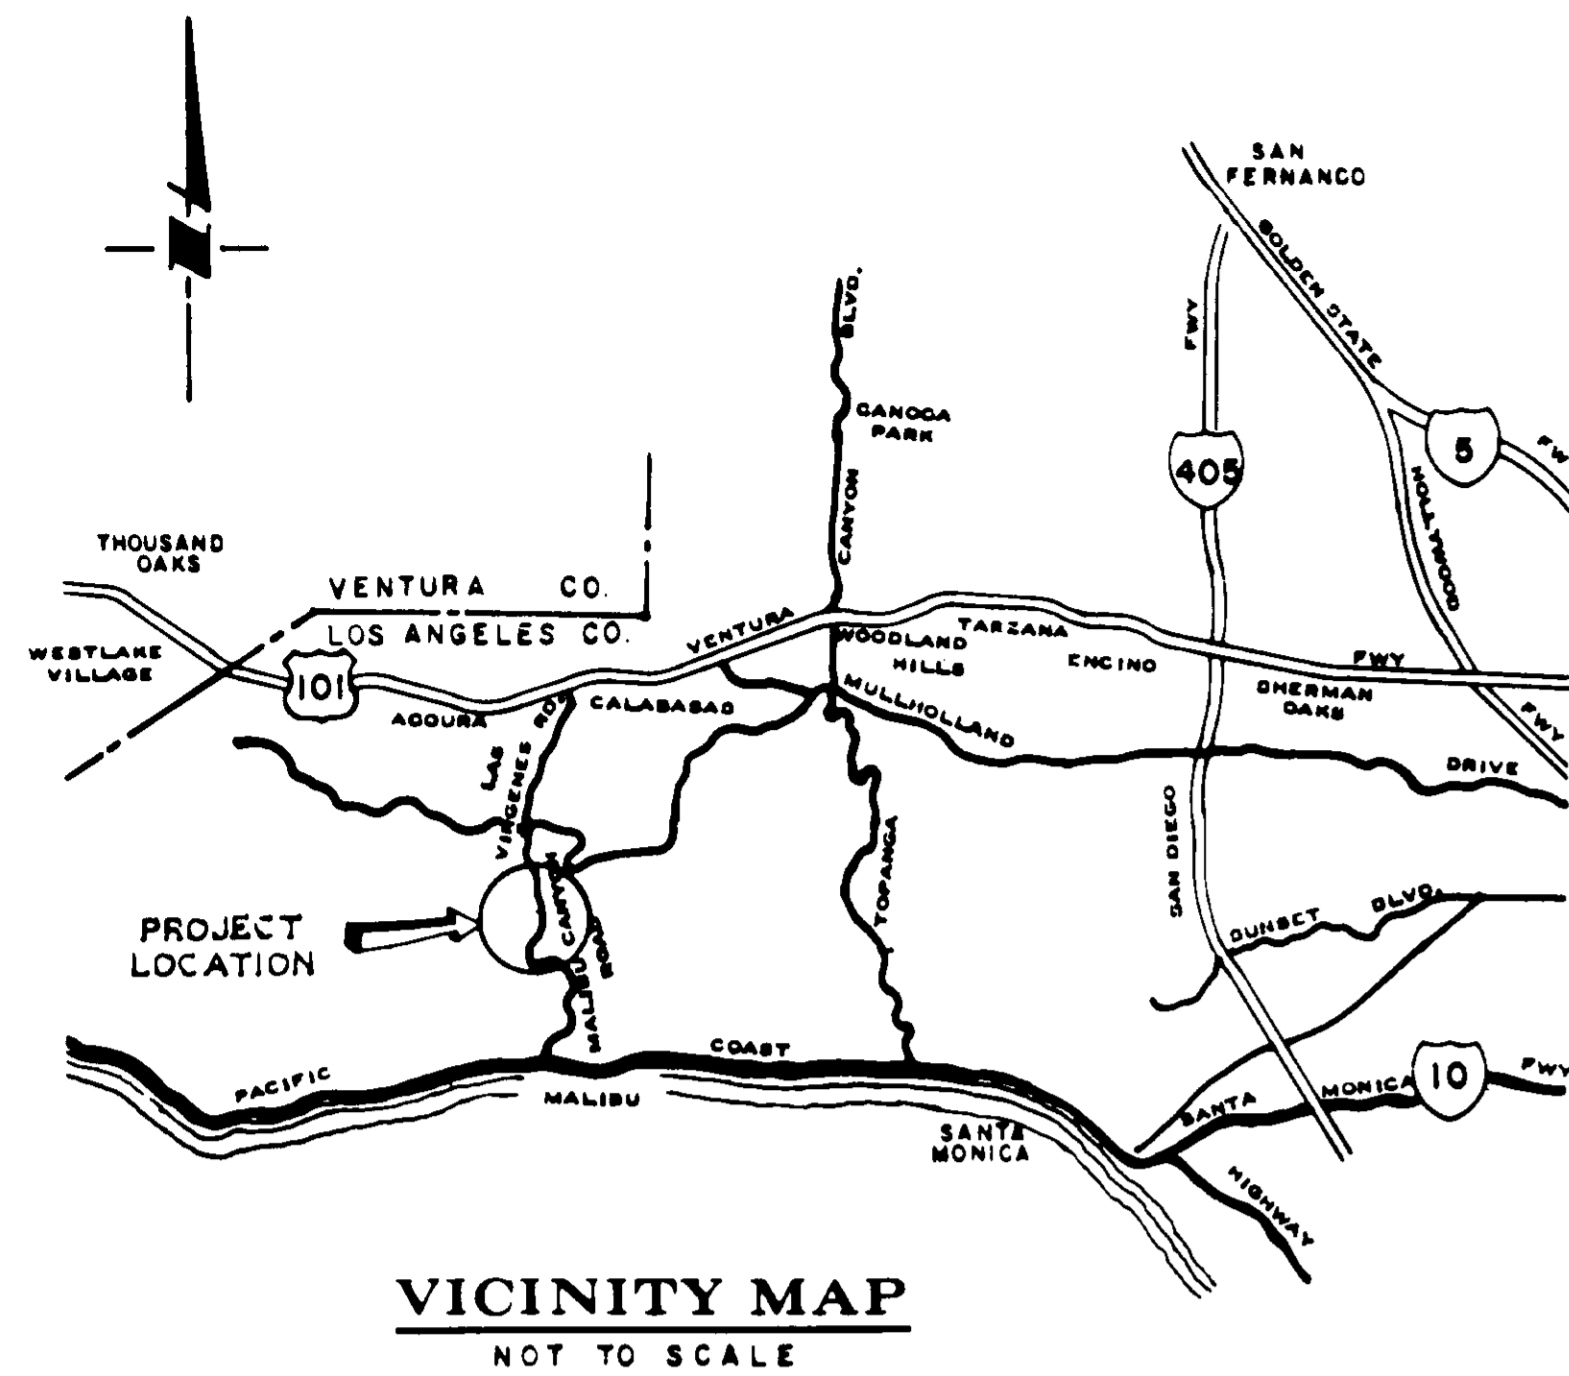 SAN
FERNANDO
GOLDEN STATE
FWY
BLVD.
CANOGA
PARK
5
FW
405
HOLLYWOOD
CANYON
THOUSAND
OAKS
VENTURA CO.
LOS ANGELES CO.
VENTURA
WOODLAND
HILLS
TARZANA
ENCINO
FWY
WESTLAKE
VILLAGE
101
AGOURA
CALABASAS
SHERMAN
OAKS
MULLHOLLAND
DRIVE
FWY
LAS
VIRGENES RD.
TOPANGA
SAN DIEGO
SUNSET BLVD.
PROJECT
LOCATION
MALIBU CANYON
ROAD
COAST
PACIFIC
MALIBU
SANTA
MONICA
SANTA MONICA
10
FWY
HIGHWAY
VICINITY MAP
NOT TO SCALE